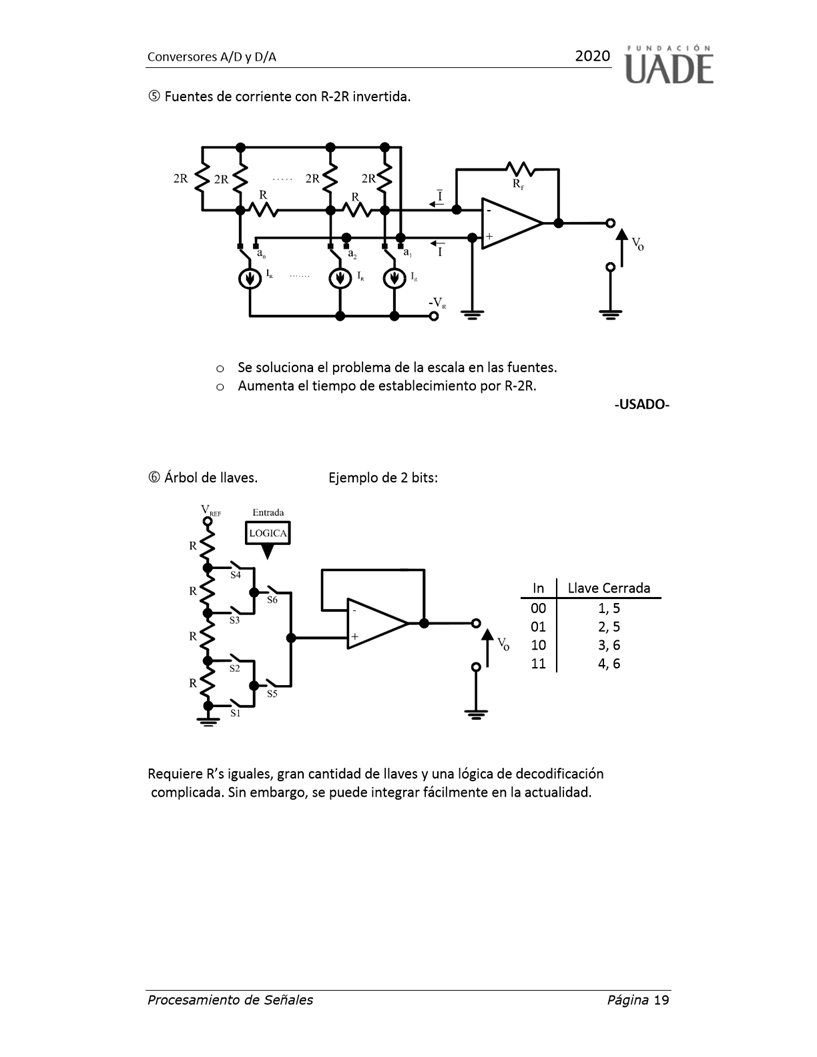 Conversores A/D y D/A 2020 FUNDACIÓN UADE
⑤ Fuentes de corriente con R-2R invertida.
2R 2R ..... 2R 2R
R R
Ī
R_F
-
+
a_n a_2 a_1 I
V_O
I_R ....... I_R I_R
-V_R
o Se soluciona el problema de la escala en las fuentes.
o Aumenta el tiempo de establecimiento por R-2R.
-USADO-
⑥ Árbol de llaves. Ejemplo de 2 bits:
V_REF Entrada
LOGICA
R
S4
R
S6
S3
R
S2
R
S5
S1
-
+
V_O
In Llave Cerrada
00 1, 5
01 2, 5
10 3, 6
11 4, 6
Requiere R's iguales, gran cantidad de llaves y una lógica de decodificación
complicada. Sin embargo, se puede integrar fácilmente en la actualidad.
Procesamiento de Señales Página 19